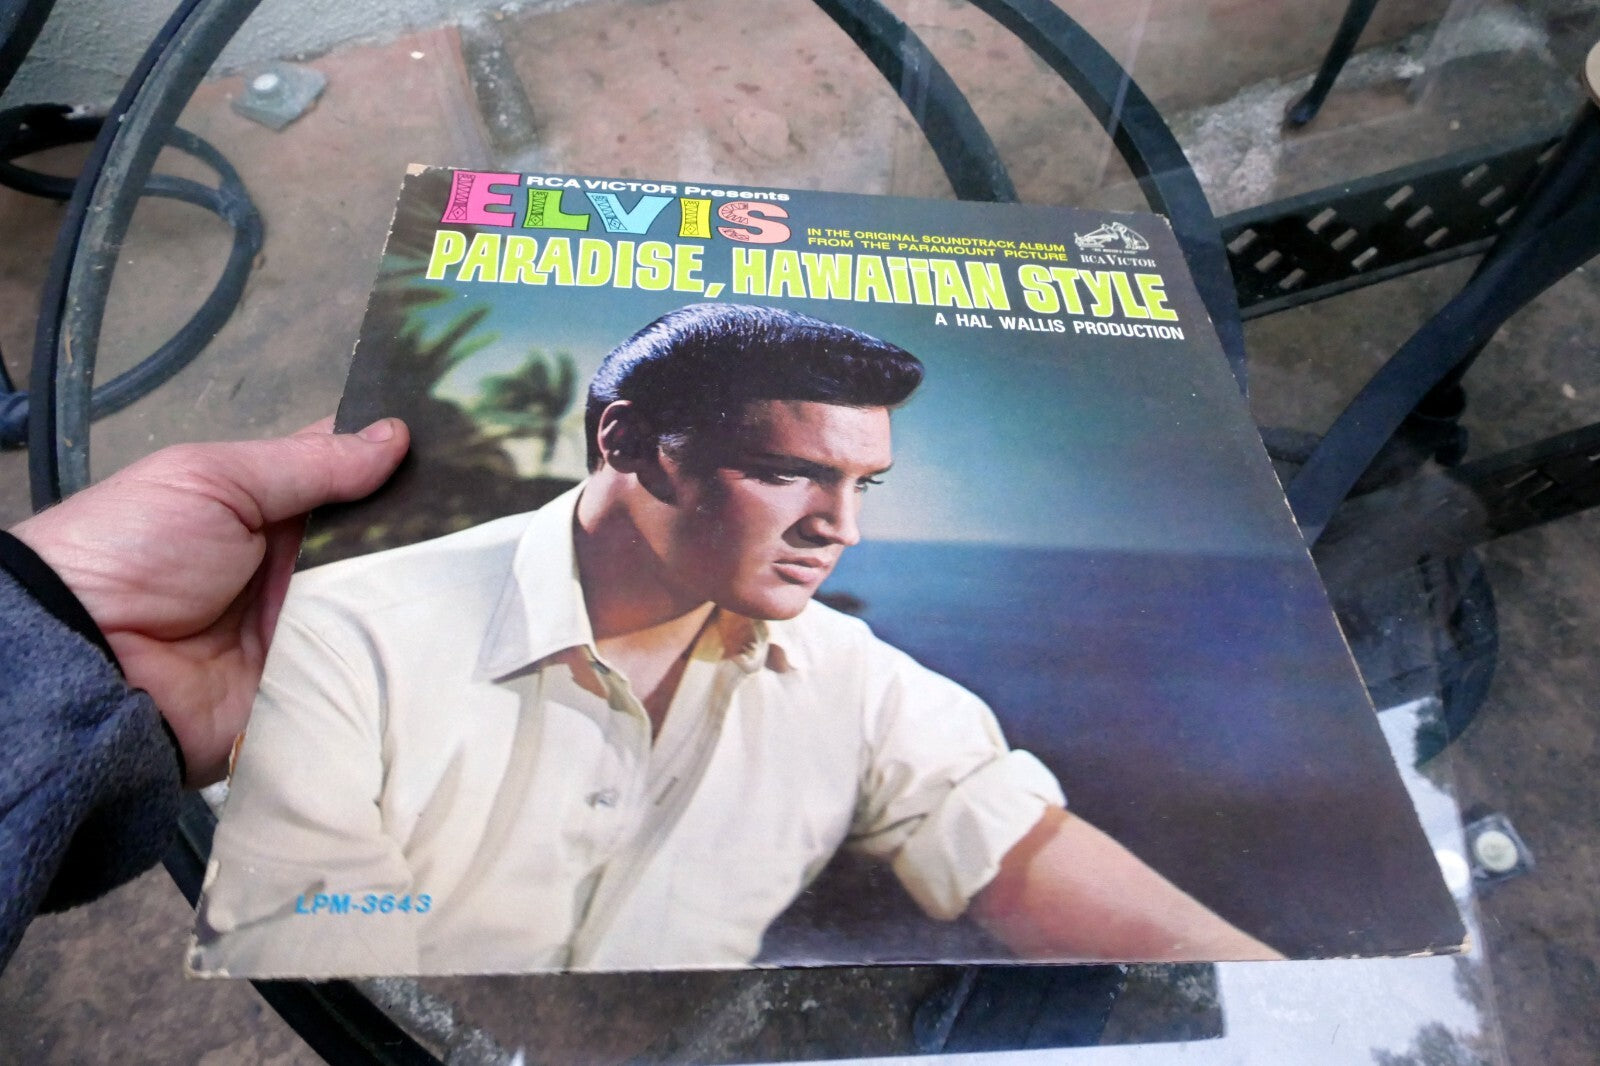 RCA VICTOR Presents
ELVIS
IN THE ORIGINAL SOUNDTRACK ALBUM
FROM THE PARAMOUNT PICTURE
RCA VICTOR
PARADISE, HAWAIIAN STYLE
A HAL WALLIS PRODUCTION
LPM-3643